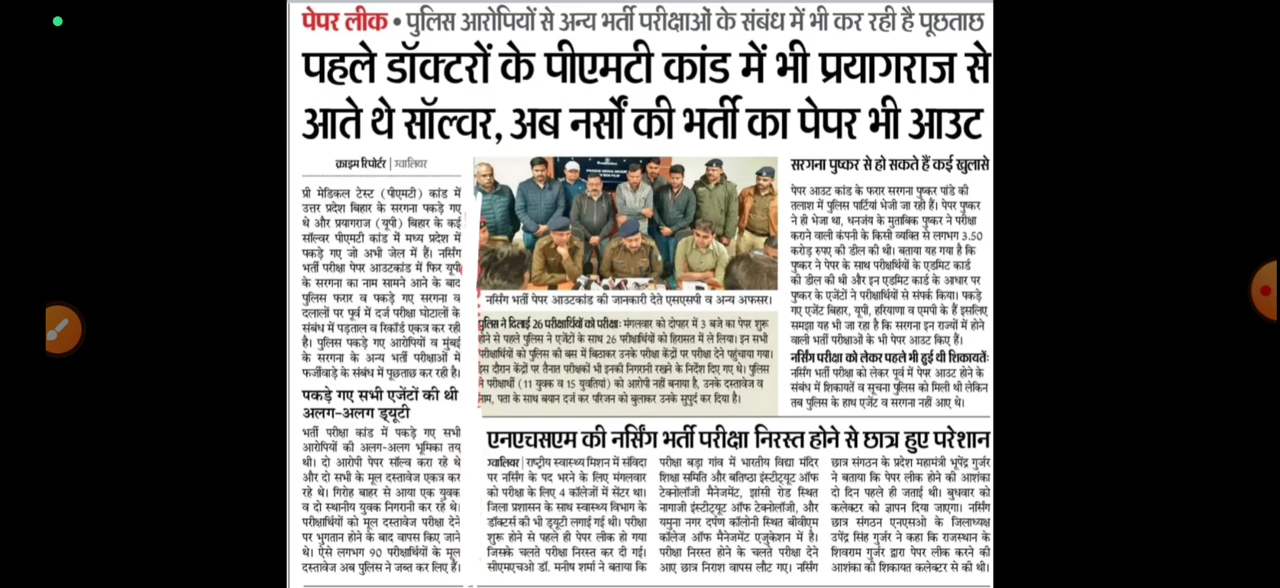 पेपर लीक • पुलिस आरोपियों से अन्य भर्ती परीक्षाओं के संबंध में भी कर रही है पूछताछ
पहले डॉक्टरों के पीएमटी कांड में भी प्रयागराज से
आते थे सॉल्वर, अब नर्सों की भर्ती का पेपर भी आउट
क्राइम रिपोर्टर | ग्वालियर
प्री मेडिकल टेस्ट (पीएमटी) कांड में
उत्तर प्रदेश बिहार के सरगना पकड़े गए
थे और प्रयागराज (यूपी) बिहार के कई
सॉल्वर पीएमटी कांड में मध्य प्रदेश में
पकड़े गए जो अभी जेल में हैं। नर्सिंग
भर्ती परीक्षा पेपर आउटकांड में फिर यूपी
के सरगना का नाम सामने आने के बाद
पुलिस फरार व पकड़े गए सरगना व
दलालों पर पूर्व में दर्ज परीक्षा घोटालों के
संबंध में पड़ताल व रिकॉर्ड एकत्र कर रही
है। पुलिस पकड़े गए आरोपियों व मुंबई
के सरगना के अन्य भर्ती परीक्षाओं में
फर्जीवाड़े के संबंध में पूछताछ कर रही है।
पकड़े गए सभी एजेंटों की थी
अलग-अलग ड्यूटी
भर्ती परीक्षा कांड में पकड़े गए सभी
आरोपियों की अलग-अलग भूमिका तय
थी। दो आरोपी पेपर सॉल्व करा रहे थे
और दो सभी के मूल दस्तावेज एकत्र कर
रहे थे। गिरोह बाहर से आया एक युवक
व दो स्थानीय युवक निगरानी कर रहे थे।
परीक्षार्थियों को मूल दस्तावेज परीक्षा देने
पर भुगतान होने के बाद वापस किए जाने
थे। ऐसे लगभग 90 परीक्षार्थियों के मूल
दस्तावेज अब पुलिस ने जब्त कर लिए हैं।
नर्सिंग भर्ती पेपर आउटकांड की जानकारी देते एसएसपी व अन्य अफसर।
पुलिस ने दिलाई 26 परीक्षार्थियों को परीक्षा: मंगलवार को दोपहर में 3 बजे का पेपर शुरू
होने से पहले पुलिस ने एजेंटों के साथ 26 परीक्षार्थियों को हिरासत में ले लिया। इन सभी
परीक्षार्थियों को पुलिस की बस में बिठाकर उनके परीक्षा केंद्रों पर परीक्षा देने पहुंचाया गया।
इस दौरान केंद्रों पर तैनात परीक्षकों भी इनकी निगरानी रखने के निर्देश दिए गए थे। पुलिस
ने परीक्षार्थी (11 युवक व 15 युवतियां) को आरोपी नहीं बनाया है, उनके दस्तावेज व
नाम, पता के साथ बयान दर्ज कर परिजन को बुलाकर उनके सुपुर्द कर दिया है।
सरगना पुष्कर से हो सकते हैं कई खुलासे
पेपर आउट कांड के फरार सरगना पुष्कर पांडे की
तलाश में पुलिस पार्टियां भेजी जा रही हैं। पेपर पुष्कर
ने ही भेजा था, धनंजय के मुताबिक पुष्कर ने परीक्षा
कराने वाली कंपनी के किसी व्यक्ति से लगभग 3.50
करोड़ रुपए की डील की थी। बताया यह गया है कि
पुष्कर ने पेपर के साथ परीक्षर्थियों के एडमिट कार्ड
की डील की थी और इन एडमिट कार्ड के आधार पर
पुष्कर के एजेंटों ने परीक्षार्थियों से संपर्क किया। पकड़े
गए एजेंट बिहार, यूपी, हरियाणा व एमपी के हैं इसलिए
समझा यह भी जा रहा है कि सरगना इन राज्यों में होने
वाली भर्ती परीक्षाओं के भी पेपर आउट किए हैं।
नर्सिंग परीक्षा को लेकर पहले भी हुई थी शिकायतें:
नर्सिंग भर्ती परीक्षा को लेकर पूर्व में पेपर आउट होने के
संबंध में शिकायतें व सूचना पुलिस को मिली थी लेकिन
तब पुलिस के हाथ एजेंट व सरगना नहीं आए थे।
एनएचसएम की नर्सिंग भर्ती परीक्षा निरस्त होने से छात्र हुए परेशान
ग्वालियर | राष्ट्रीय स्वास्थ्य मिशन में संविदा
पर नर्सिंग के पद भरने के लिए मंगलवार
को परीक्षा के लिए 4 कॉलेजों में सेंटर था।
जिला प्रशासन के साथ स्वास्थ्य विभाग के
डॉक्टर्स की भी ड्यूटी लगाई गई थी। परीक्षा
शुरू होने से पहले ही पेपर लीक हो गया
जिसके चलते परीक्षा निरस्त कर दी गई।
सीएमएचओ डॉ. मनीष शर्मा ने बताया कि
परीक्षा बड़ा गांव में भारतीय विद्या मंदिर
शिक्षा समिति और बतिष्ठा इंस्टीट्यूट ऑफ
टेक्नोलॉजी मैनेजमेंट, झांसी रोड स्थित
नागाजी इंस्टीट्यूट ऑफ टेक्नोलॉजी, और
यमुना नगर दर्पण कॉलोनी स्थित बीवीएम
कॉलेज ऑफ मैनेजमेंट एजुकेशन में है।
परीक्षा निरस्त होने के चलते परीक्षा देने
आए छात्र निराश वापस लौट गए। नर्सिंग
छात्र संगठन के प्रदेश महामंत्री भूपेंद्र गुर्जर
ने बताया कि पेपर लीक होने की आशंका
दो दिन पहले ही जताई थी। बुधवार को
कलेक्टर को ज्ञापन दिया जाएगा। नर्सिंग
छात्र संगठन एनएसओ के जिलाध्यक्ष
उपेंद्र सिंह गुर्जर ने कहा कि राजस्थान के
शिवराम गुर्जर द्वारा पेपर लीक करने की
आशंका की शिकायत कलेक्टर से की थी।